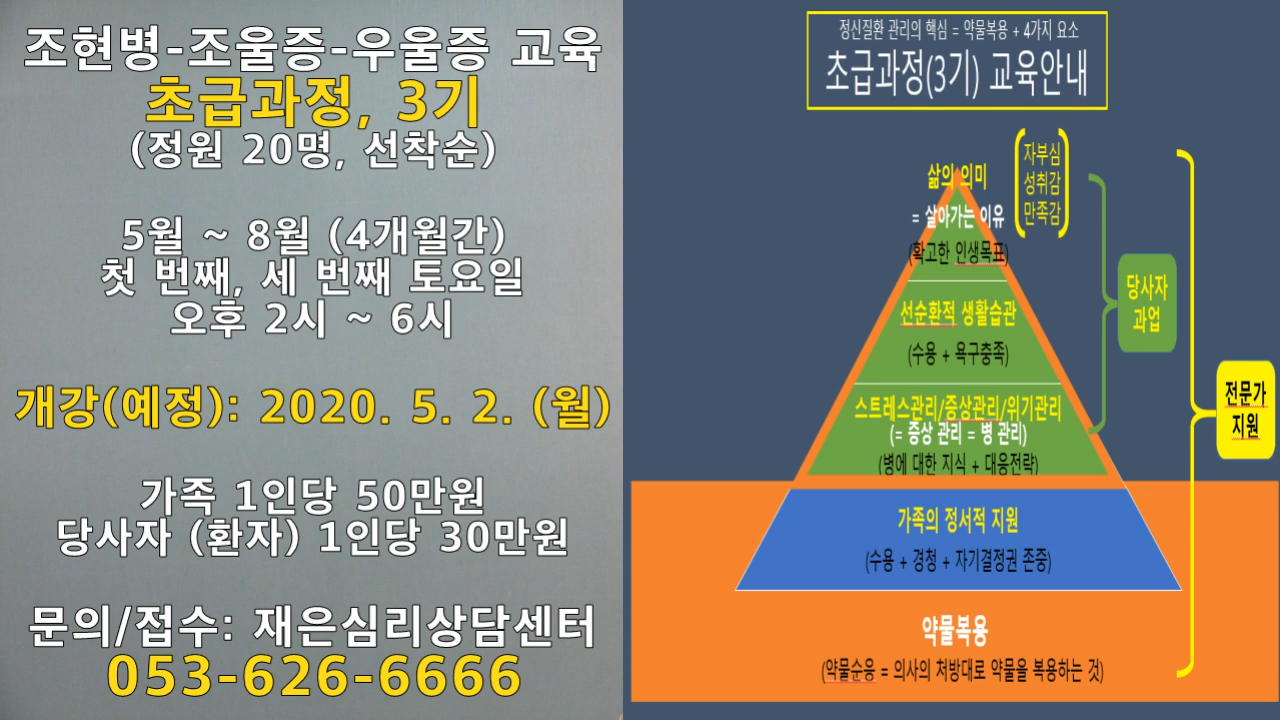 조현병-조울증-우울증 교육
초급과정, 3기
(정원 20명, 선착순)
5월 ~ 8월 (4개월간)
첫 번째, 세 번째 토요일
오후 2시 ~ 6시
개강(예정): 2020. 5. 2. (월)
가족 1인당 50만원
당사자 (환자) 1인당 30만원
문의/접수: 재은심리상담센터
053-626-6666
정신질환 관리의 핵심 = 약물복용 + 4가지 요소
초급과정(3기) 교육안내
자부심
성취감
만족감
삶의 의미
= 살아가는 이유
(확고한 인생목표)
선순환적 생활습관
(수용 + 욕구충족)
스트레스관리/증상관리/위기관리
(= 증상 관리 = 병 관리)
(병에 대한 지식 + 대응전략)
가족의 정서적 지원
(수용 + 경청 + 자기결정권 존중)
약물복용
(약물순응 = 의사의 처방대로 약물을 복용하는 것)
당사자
과업
전문가
지원